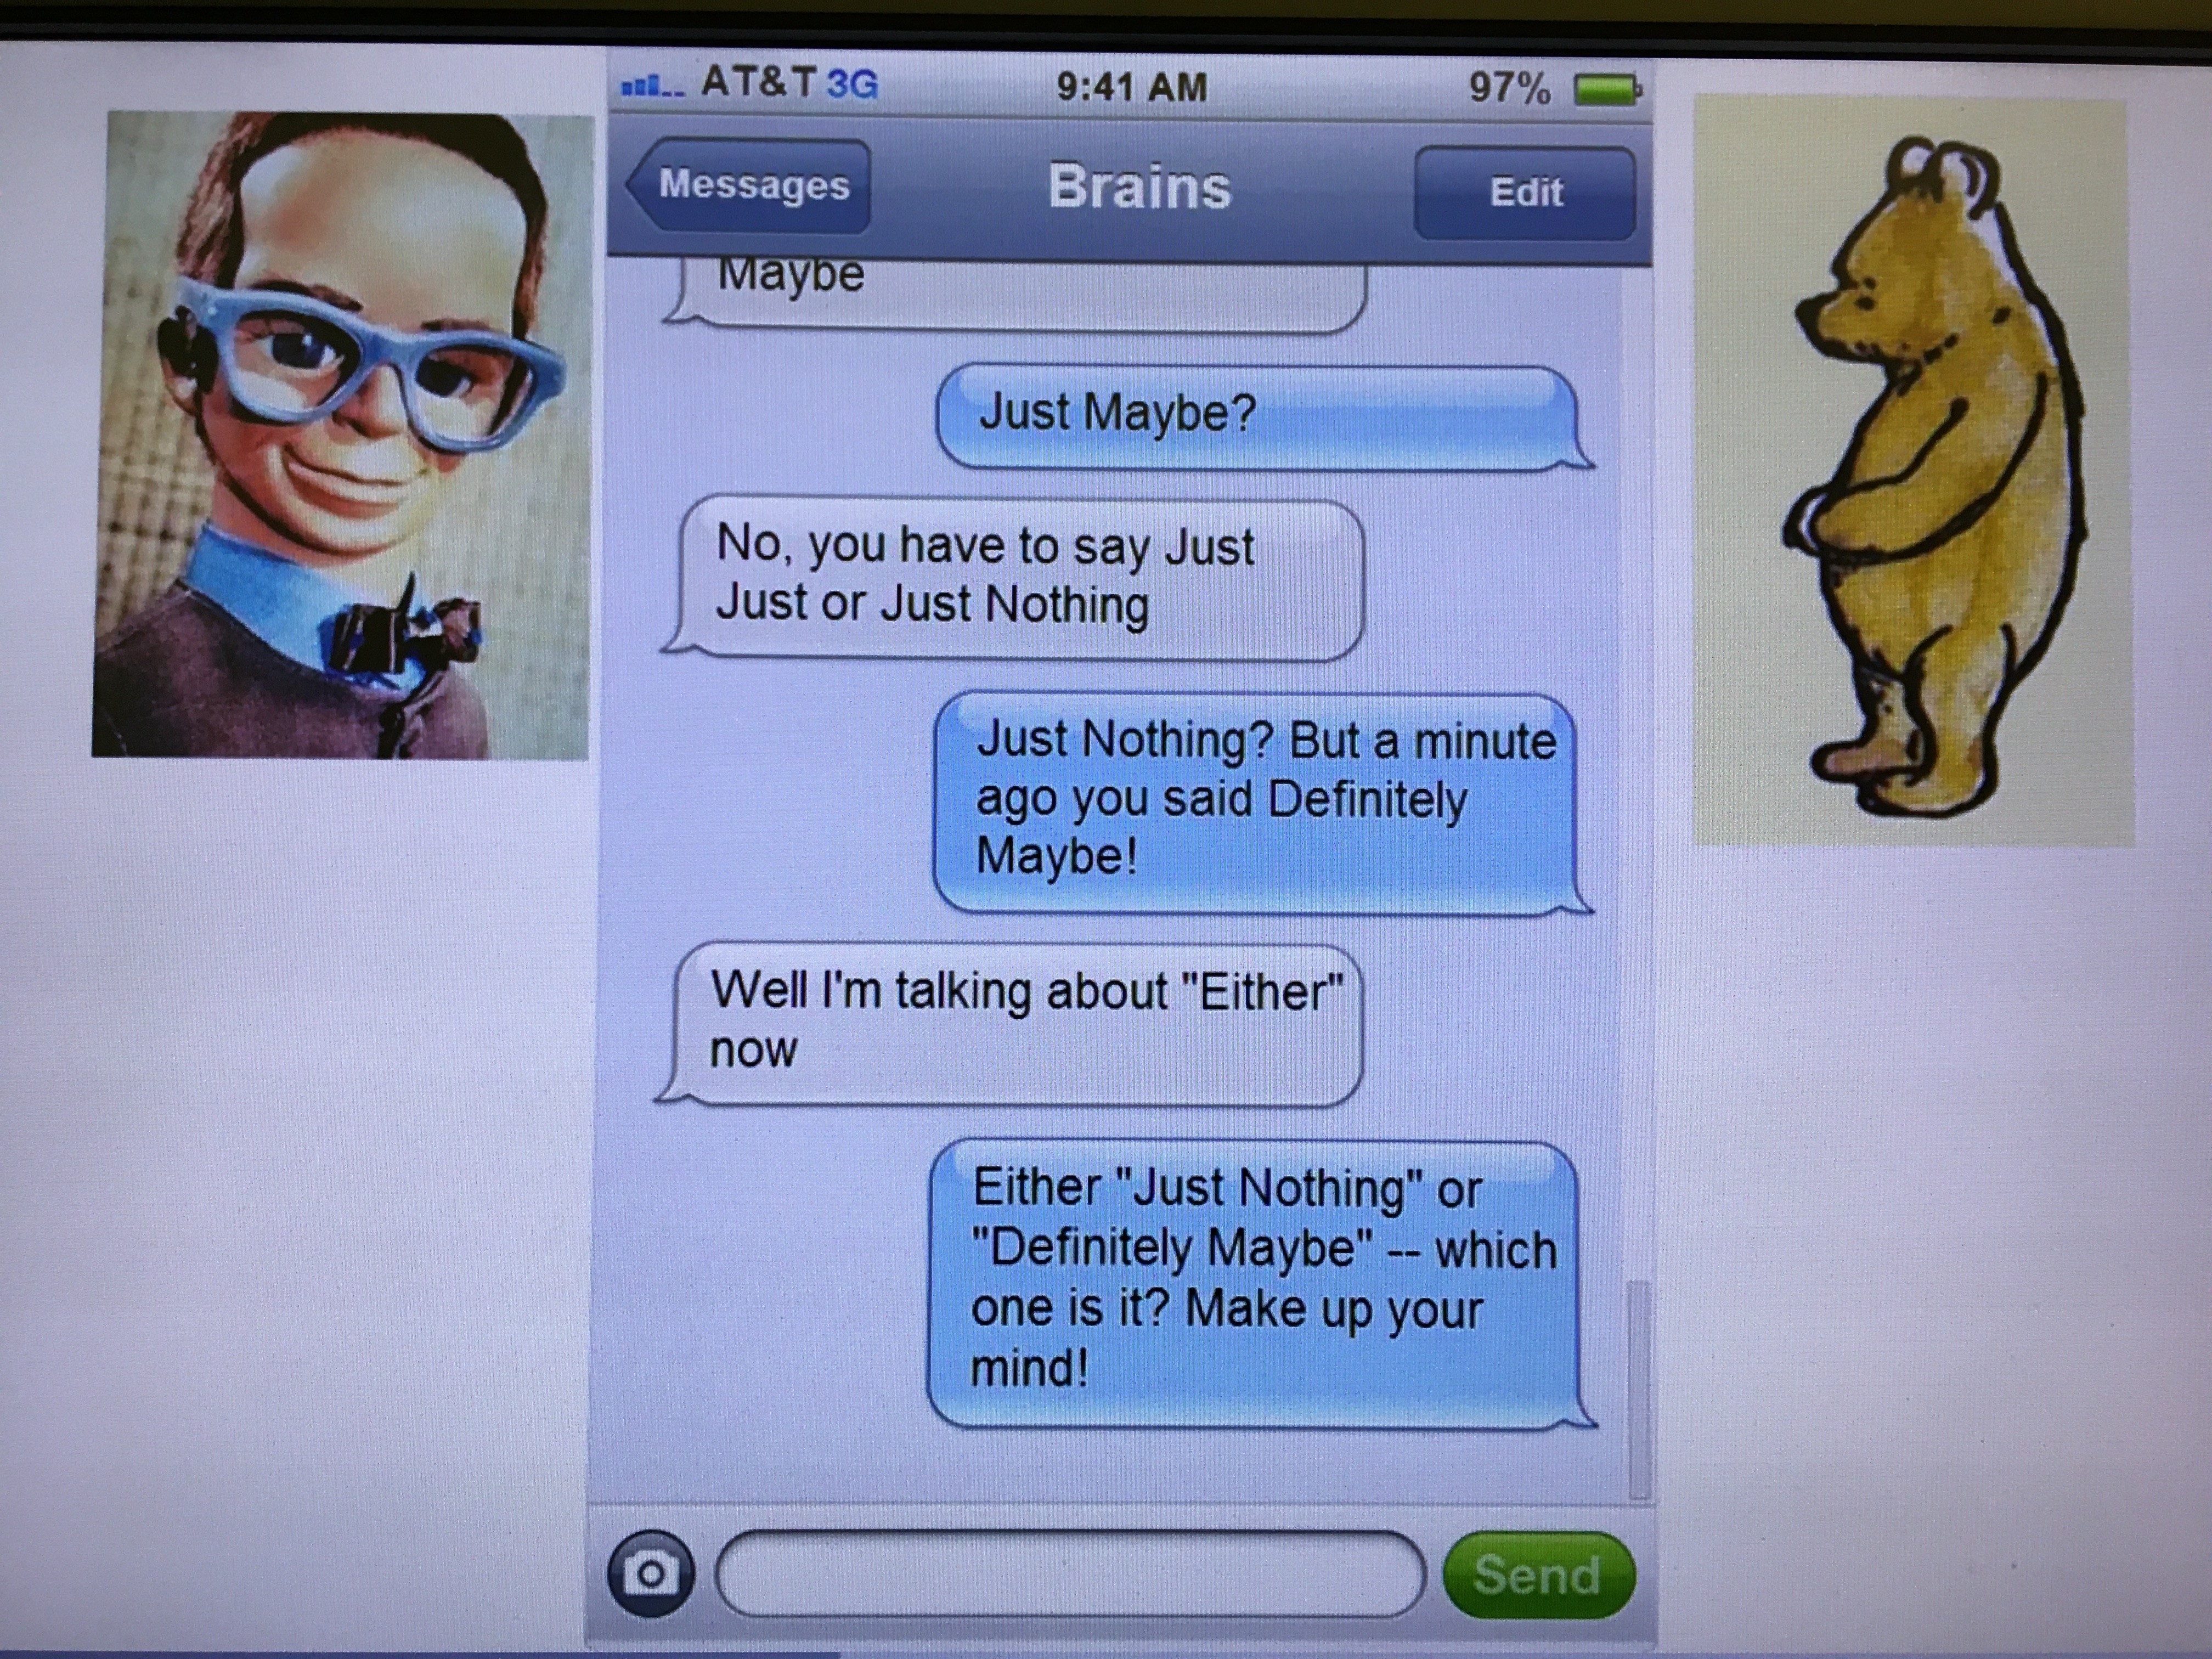 AT&T 3G 9:41 AM 97%
Messages Brains Edit
Maybe
Just Maybe?
No, you have to say Just
Just or Just Nothing
Just Nothing? But a minute
ago you said Definitely
Maybe!
Well I'm talking about "Either"
now
Either "Just Nothing" or
"Definitely Maybe" -- which
one is it? Make up your
mind!
Send